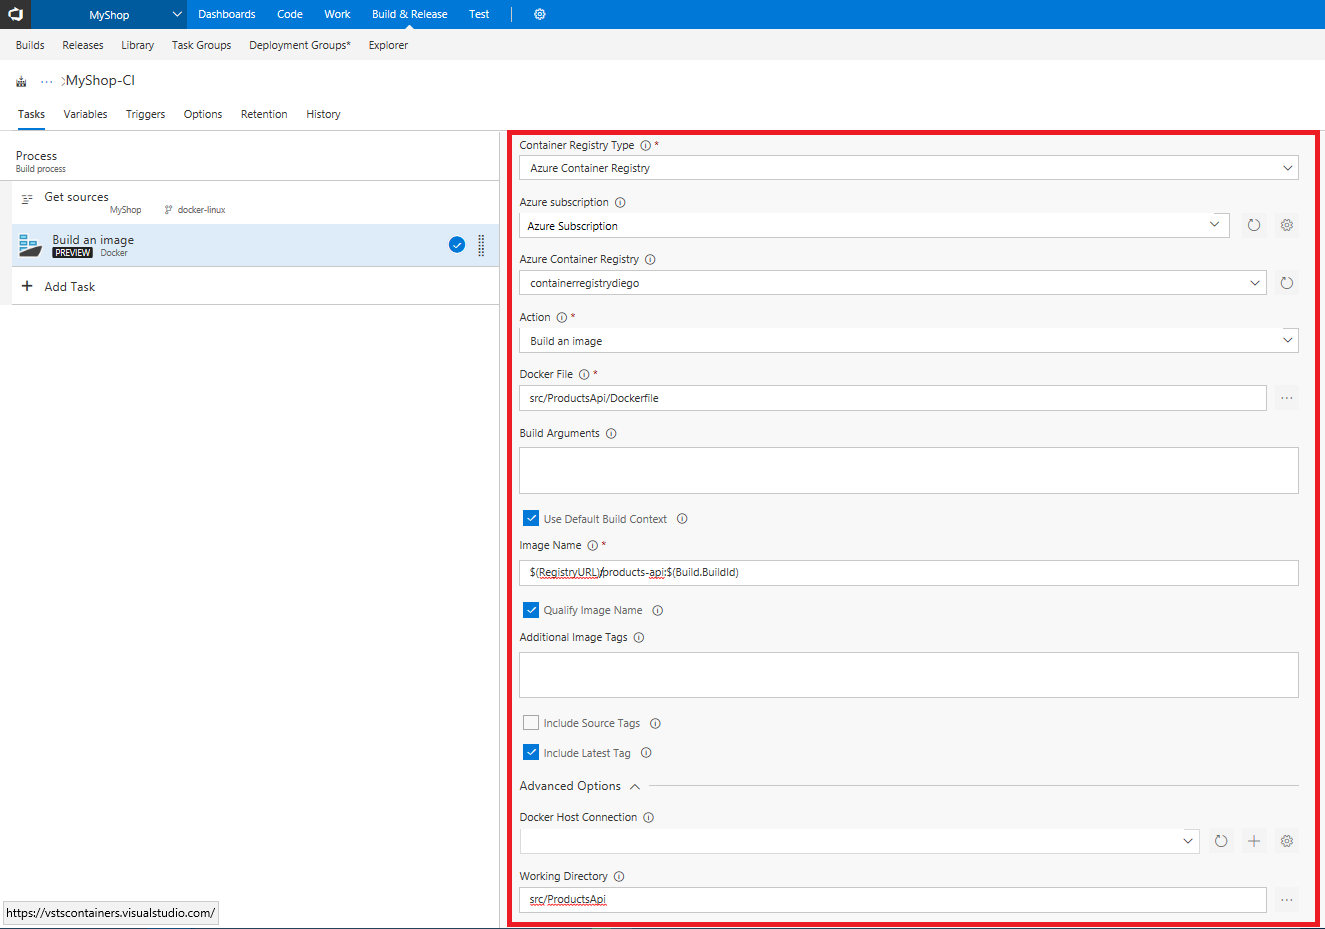 MyShop Dashboards Code Work Build & Release Test
Builds Releases Library Task Groups Deployment Groups* Explorer
... MyShop-CI
Tasks Variables Triggers Options Retention History
Process
Build process
Get sources
MyShop docker-linux
Build an image
PREVIEW Docker
+ Add Task
Container Registry Type *
Azure Container Registry
Azure subscription
Azure Subscription
Azure Container Registry
containerregistrydiego
Action *
Build an image
Docker File *
src/ProductsApi/Dockerfile
...
Build Arguments
Use Default Build Context
Image Name *
$(RegistryURL)/products-api:$(Build.BuildId)
Qualify Image Name
Additional Image Tags
Include Source Tags
Include Latest Tag
Advanced Options
Docker Host Connection
Working Directory
src/ProductsApi
...
https://vstscontainers.visualstudio.com/